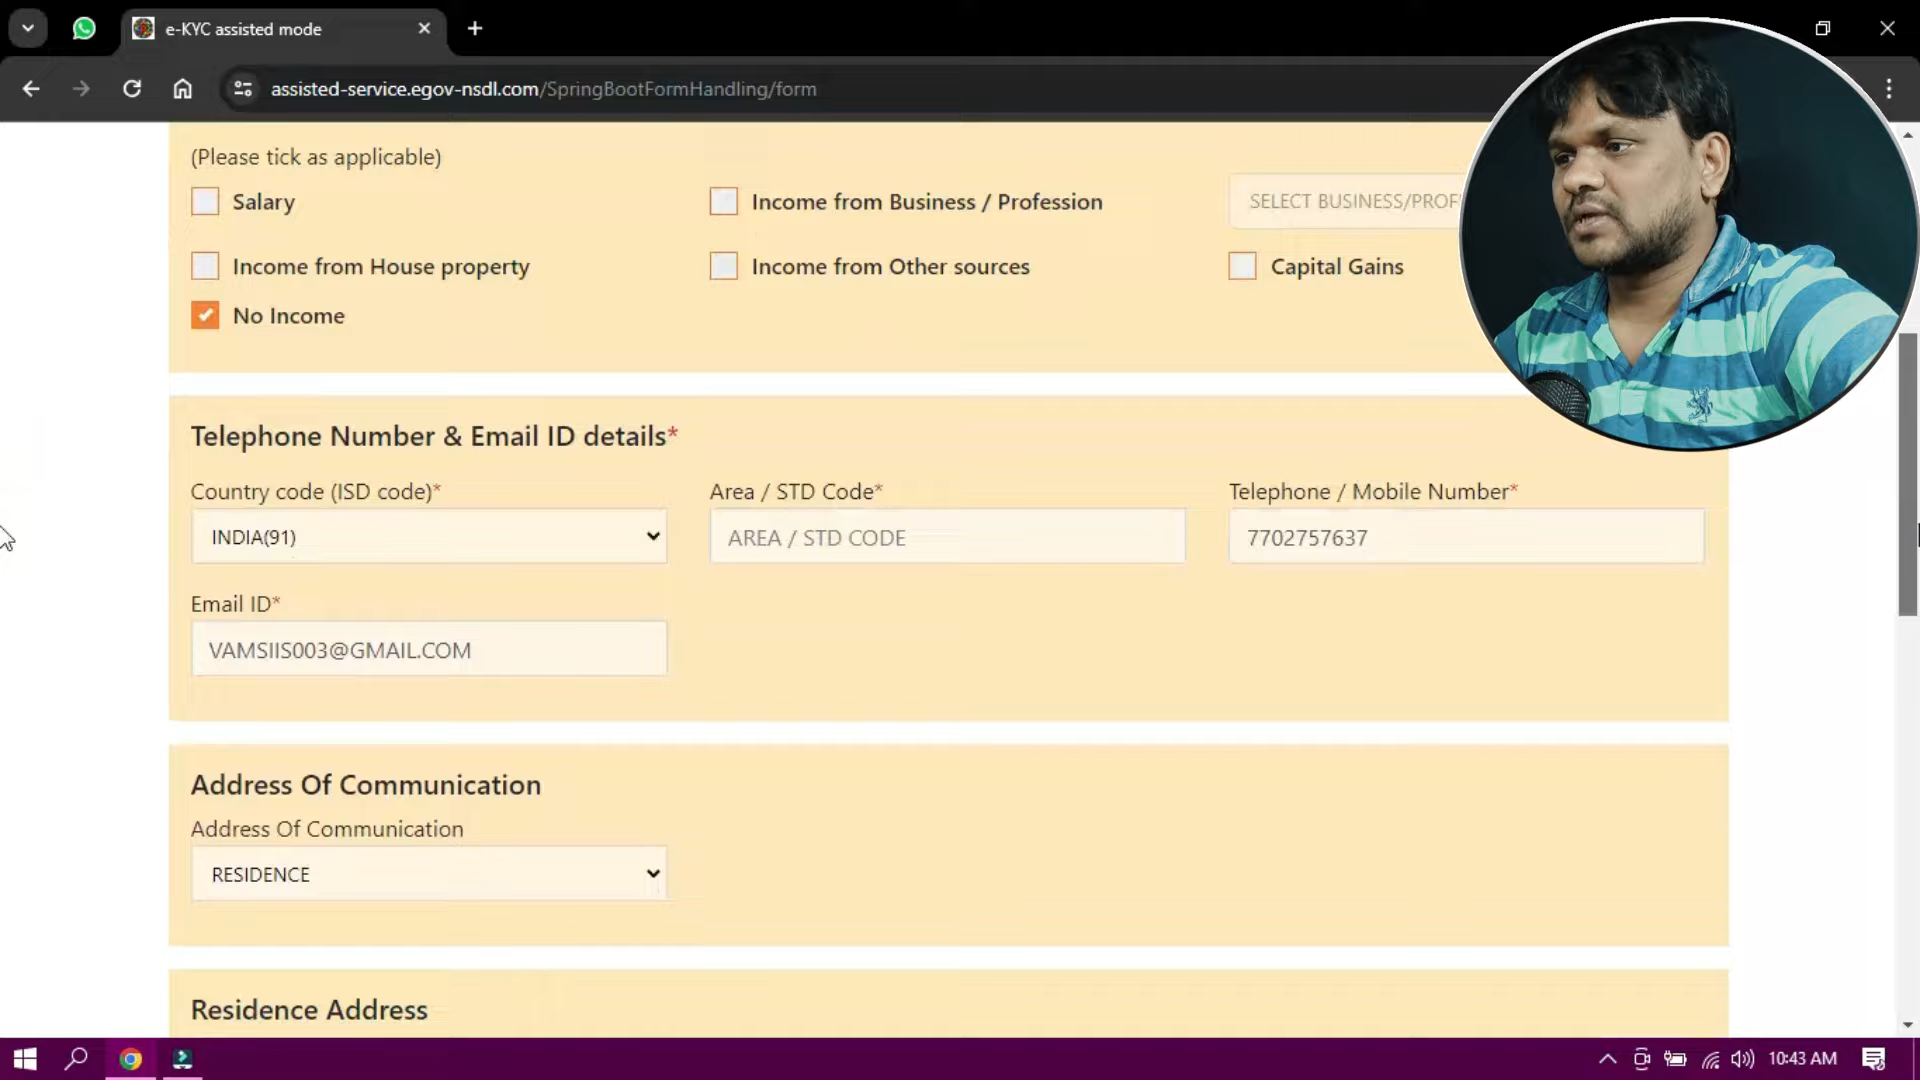 e-KYC assisted mode
assisted-service.egov-nsdl.com/SpringBootFormHandling/form
(Please tick as applicable)
Salary
Income from Business / Profession
SELECT BUSINESS/PROF
Income from House property
Income from Other sources
Capital Gains
No Income
Telephone Number & Email ID details*
Country code (ISD code)*
Area / STD Code*
Telephone / Mobile Number*
INDIA(91)
AREA / STD CODE
7702757637
Email ID*
VAMSIIS003@GMAIL.COM
Address Of Communication
Address Of Communication
RESIDENCE
Residence Address
10:43 AM